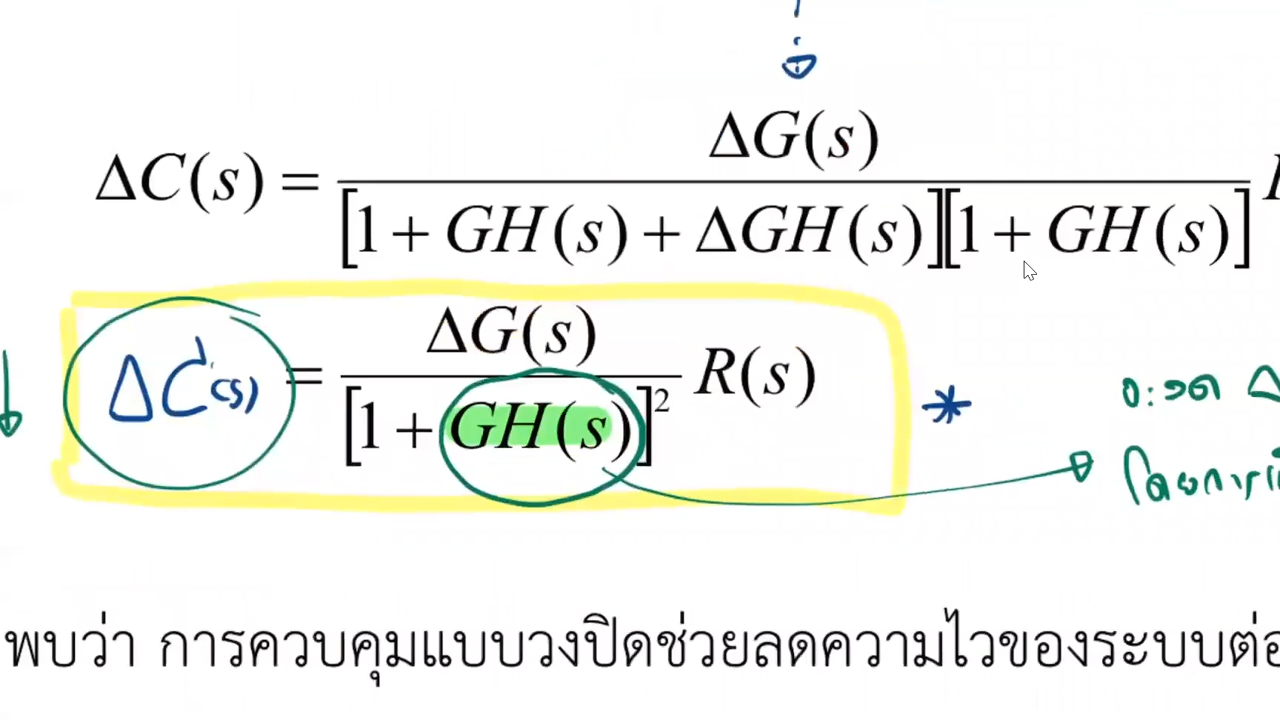 ΔC(s) = ΔG(s) / [1 + GH(s) + ΔGH(s)][1 + GH(s)]
ΔC(s) = ΔG(s) / [1 + GH(s)]² R(s) *
พบว่า การควบคุมแบบวงปิดช่วยลดความไวของระบบต่อ